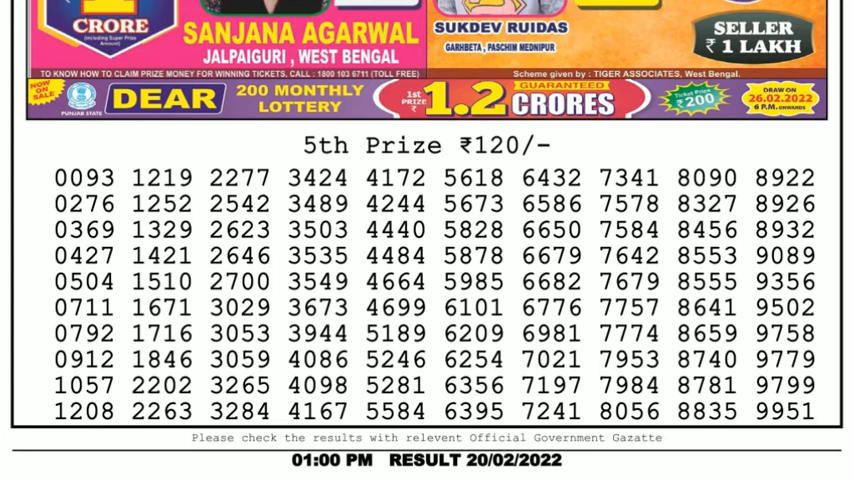 1
CRORE
(Including Super Prize Amount)
SANJANA AGARWAL
JALPAIGURI , WEST BENGAL
SUKDEV RUIDAS
GARHBETA , PASCHIM MEDNIPUR
SELLER
₹ 1 LAKH
TO KNOW HOW TO CLAIM PRIZE MONEY FOR WINNING TICKETS, CALL : 1800 103 6711 (TOLL FREE)
Scheme given by : TIGER ASSOCIATES, West Bengal.
NOW ON SALE
PUNJAB STATE
DEAR
200 MONTHLY
LOTTERY
1st PRIZE ₹
1.2
GUARANTEED
CRORES
Ticket Price
₹200
DRAW ON
26.02.2022
6 P.M. ONWARDS
5th Prize ₹120/-
0093 1219 2277 3424 4172 5618 6432 7341 8090 8922
0276 1252 2542 3489 4244 5673 6586 7578 8327 8926
0369 1329 2623 3503 4440 5828 6650 7584 8456 8932
0427 1421 2646 3535 4484 5878 6679 7642 8553 9089
0504 1510 2700 3549 4664 5985 6682 7679 8555 9356
0711 1671 3029 3673 4699 6101 6776 7757 8641 9502
0792 1716 3053 3944 5189 6209 6981 7774 8659 9758
0912 1846 3059 4086 5246 6254 7021 7953 8740 9779
1057 2202 3265 4098 5281 6356 7197 7984 8781 9799
1208 2263 3284 4167 5584 6395 7241 8056 8835 9951
Please check the results with relevent Official Government Gazatte
01:00 PM RESULT 20/02/2022